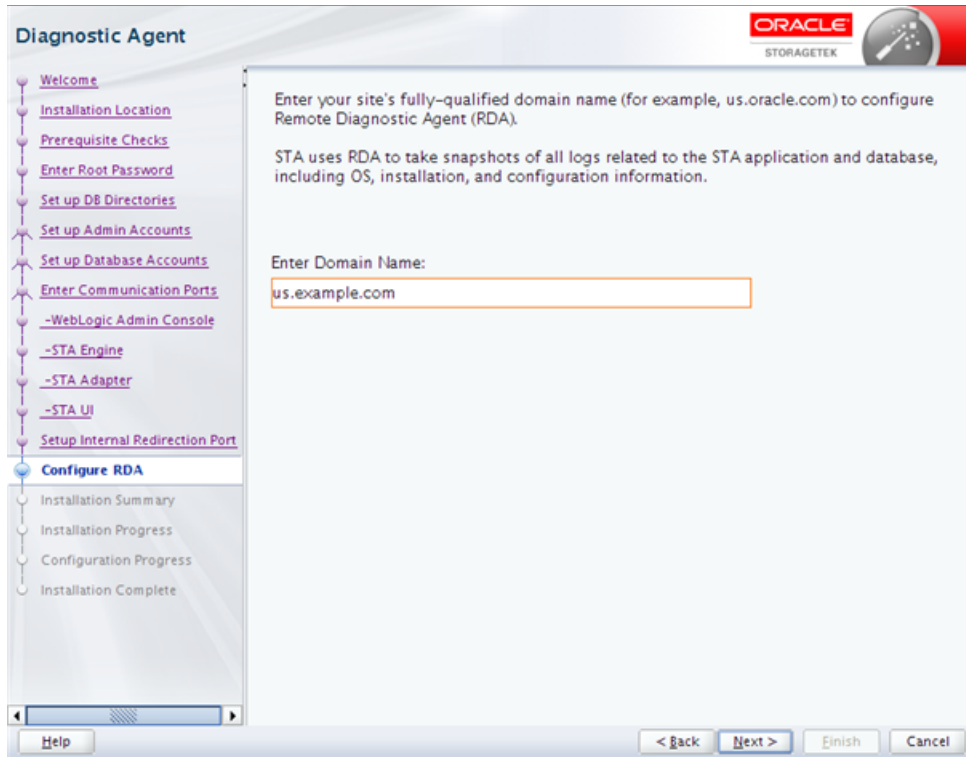 Diagnostic Agent
ORACLE
STORAGETEK
Welcome
Installation Location
Prerequisite Checks
Enter Root Password
Set up DB Directories
Set up Admin Accounts
Set up Database Accounts
Enter Communication Ports
-WebLogic Admin Console
-STA Engine
-STA Adapter
-STA UI
Setup Internal Redirection Port
Configure RDA
Installation Summary
Installation Progress
Configuration Progress
Installation Complete
Enter your site's fully-qualified domain name (for example, us.oracle.com) to configure
Remote Diagnostic Agent (RDA).
STA uses RDA to take snapshots of all logs related to the STA application and database,
including OS, installation, and configuration information.
Enter Domain Name:
us.example.com
Help
< Back
Next >
Finish
Cancel